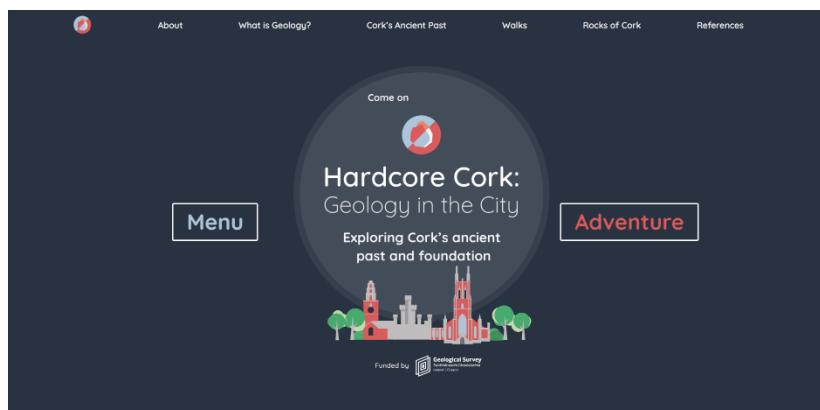 About
What is Geology?
Cork's Ancient Past
Walks
Rocks of Cork
References
Come on
Hardcore Cork:
Geology in the City
Menu
Adventure
Exploring Cork's ancient
past and foundation
Funded by
Geological Survey